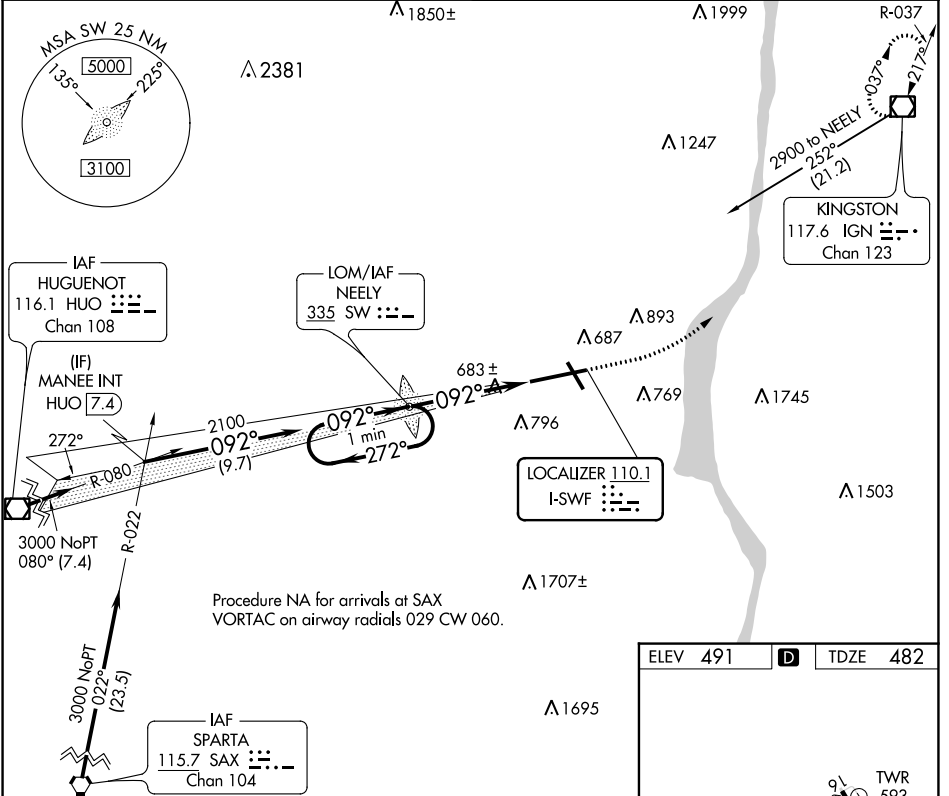 MSA SW 25 NM
135°
5000
225°
3100
1850±
2381
1999
1247
R-037
037°
217°
2900 to NEELY
252°
(21.2)
KINGSTON
117.6 IGN
Chan 123
IAF
HUGUENOT
116.1 HUO
Chan 108
(IF)
MANEE INT
HUO 7.4
LOM/IAF
NEELY
335 SW
272°
R-080
2100
092°
(9.7)
092°
1 min
272°
092°
683±
687
893
769
1745
796
LOCALIZER 110.1
I-SWF
1503
3000 NoPT
080° (7.4)
R-022
1707±
Procedure NA for arrivals at SAX
VORTAC on airway radials 029 CW 060.
3000 NoPT
022°
(23.5)
IAF
SPARTA
115.7 SAX
Chan 104
1695
ELEV 491 D TDZE 482
16
TWR
593